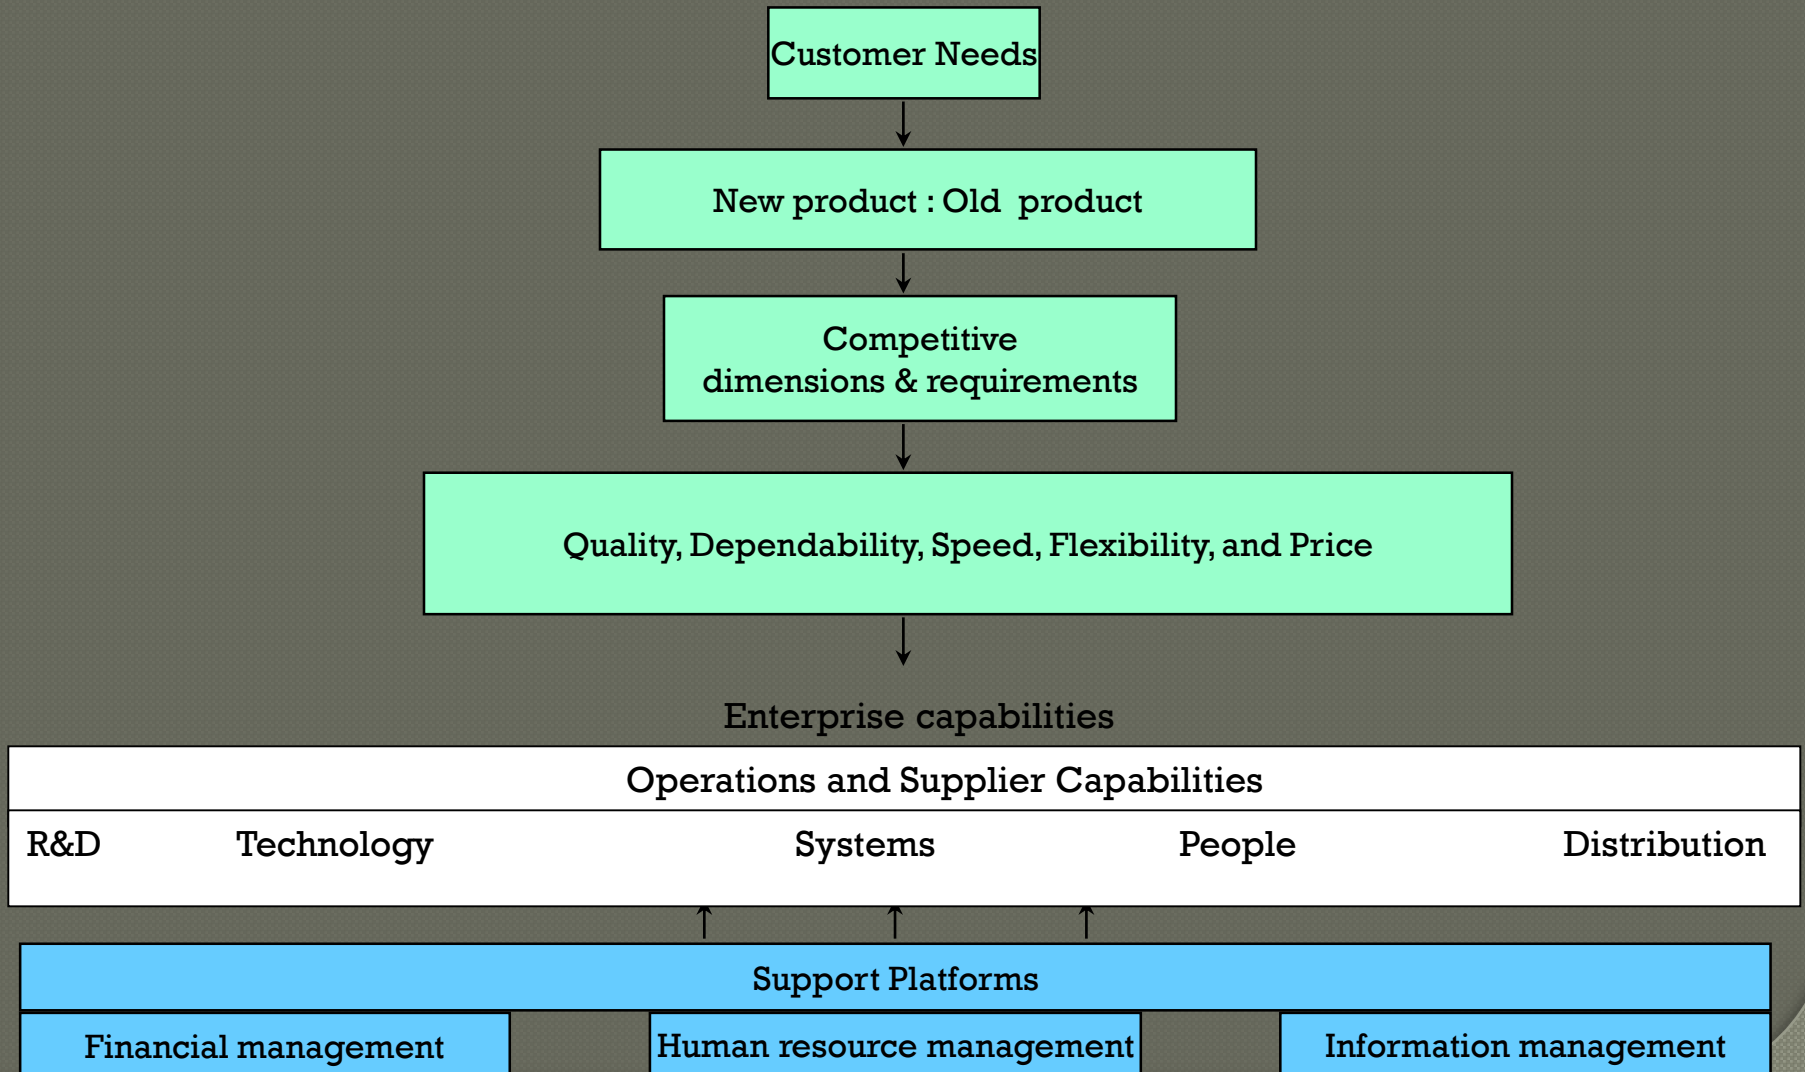 Customer Needs
New product : Old product
Competitive
dimensions & requirements
Quality, Dependability, Speed, Flexibility, and Price
Enterprise capabilities
Operations and Supplier Capabilities
R&D Technology Systems People Distribution
Support Platforms
Financial management Human resource management Information management